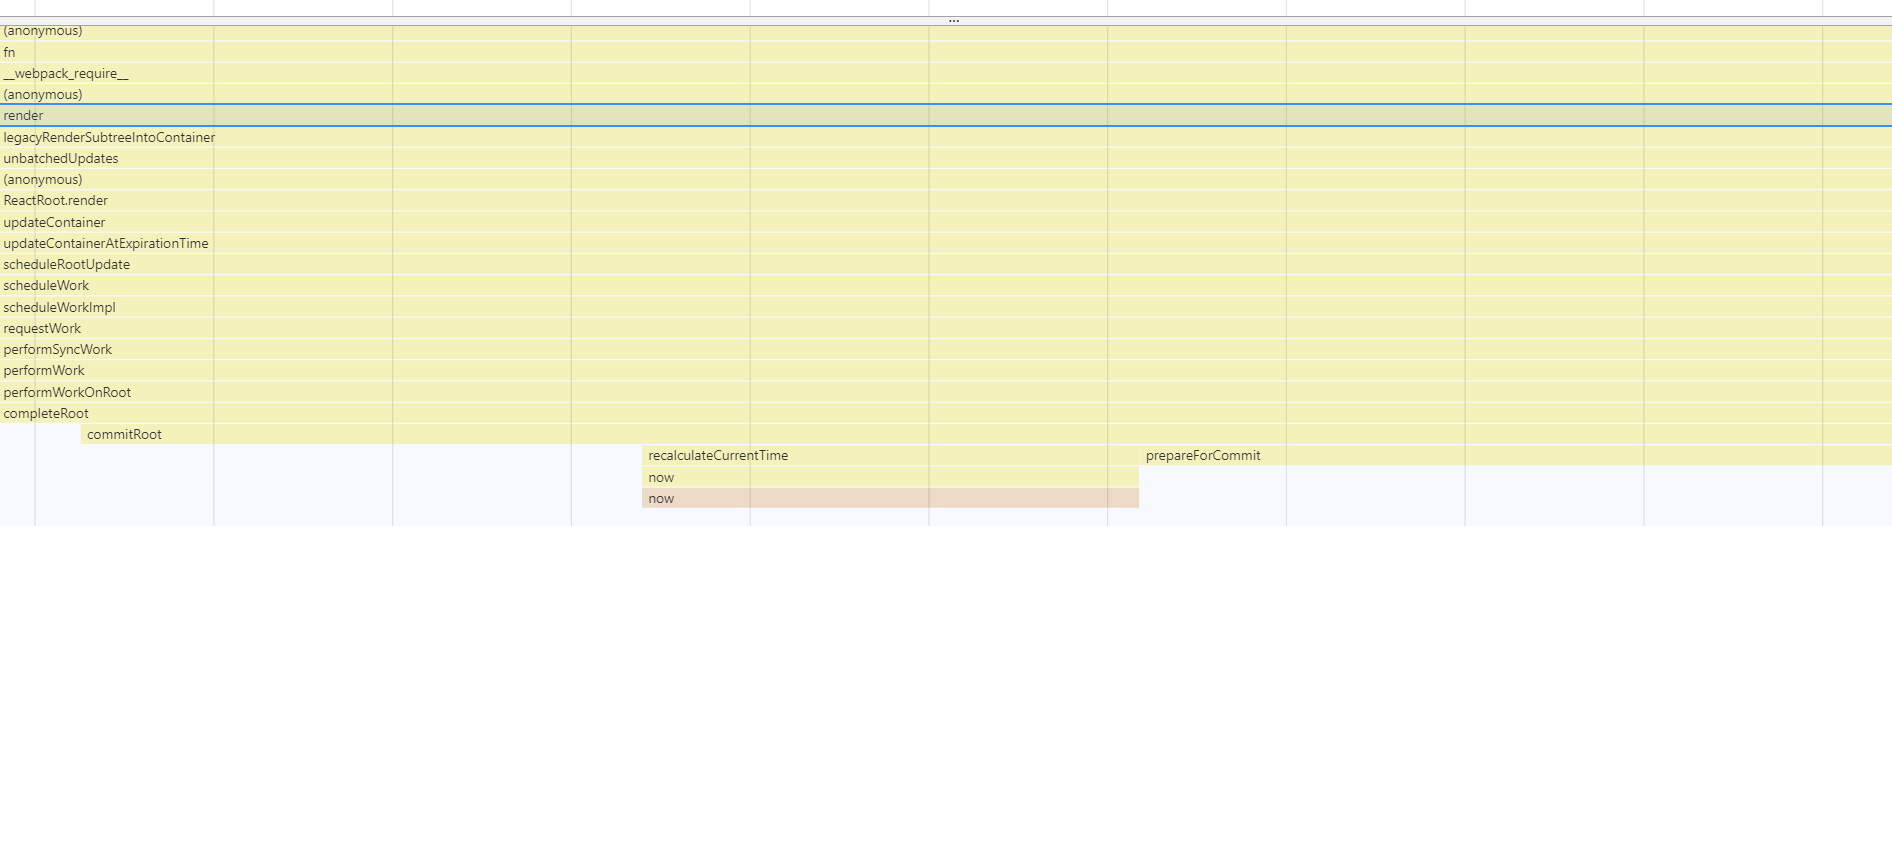 ...
(anonymous)
fn
__webpack_require__
(anonymous)
render
legacyRenderSubtreeIntoContainer
unbatchedUpdates
(anonymous)
ReactRoot.render
updateContainer
updateContainerAtExpirationTime
scheduleRootUpdate
scheduleWork
scheduleWorkImpl
requestWork
performSyncWork
performWork
performWorkOnRoot
completeRoot
commitRoot
recalculateCurrentTime prepareForCommit
now
now